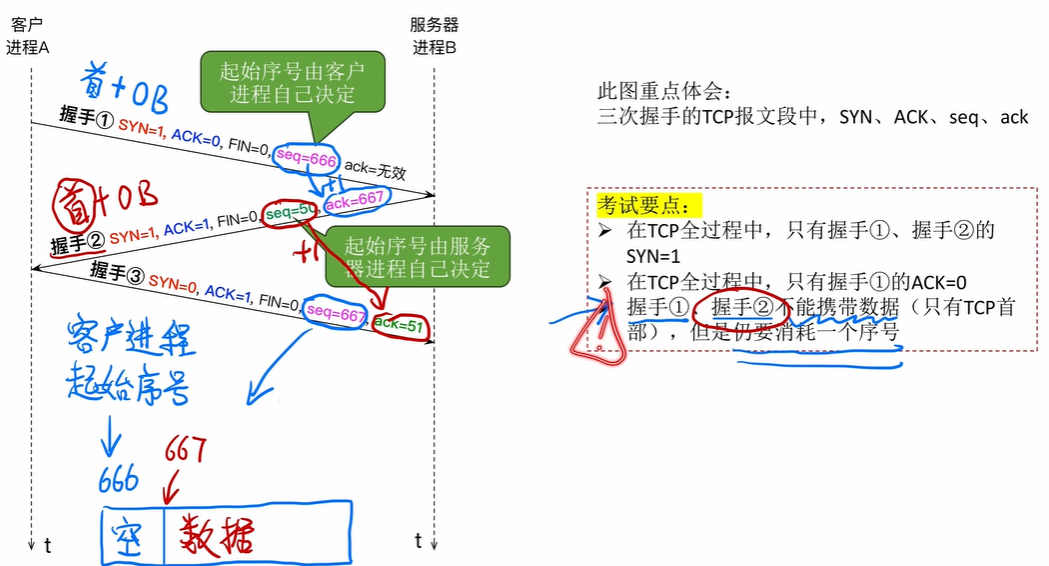 客户
进程A
服务器
进程B
首+0B
起始序号由客户
进程自己决定
握手① SYN=1, ACK=0, FIN=0, seq=666 ack=无效
+1
首+0B
握手② SYN=1, ACK=1, FIN=0, seq=50, ack=667
+1
起始序号由服务
器进程自己决定
握手③ SYN=0, ACK=1, FIN=0, seq=667, ack=51
客户进程
起始序号
666
667
空
数据
t
t
此图重点体会：
三次握手的TCP报文段中，SYN、ACK、seq、ack
考试要点：
➢ 在TCP全过程中，只有握手①、握手②的
SYN=1
➢ 在TCP全过程中，只有握手①的ACK=0
握手①、握手②不能携带数据（只有TCP首
部），但是仍要消耗一个序号